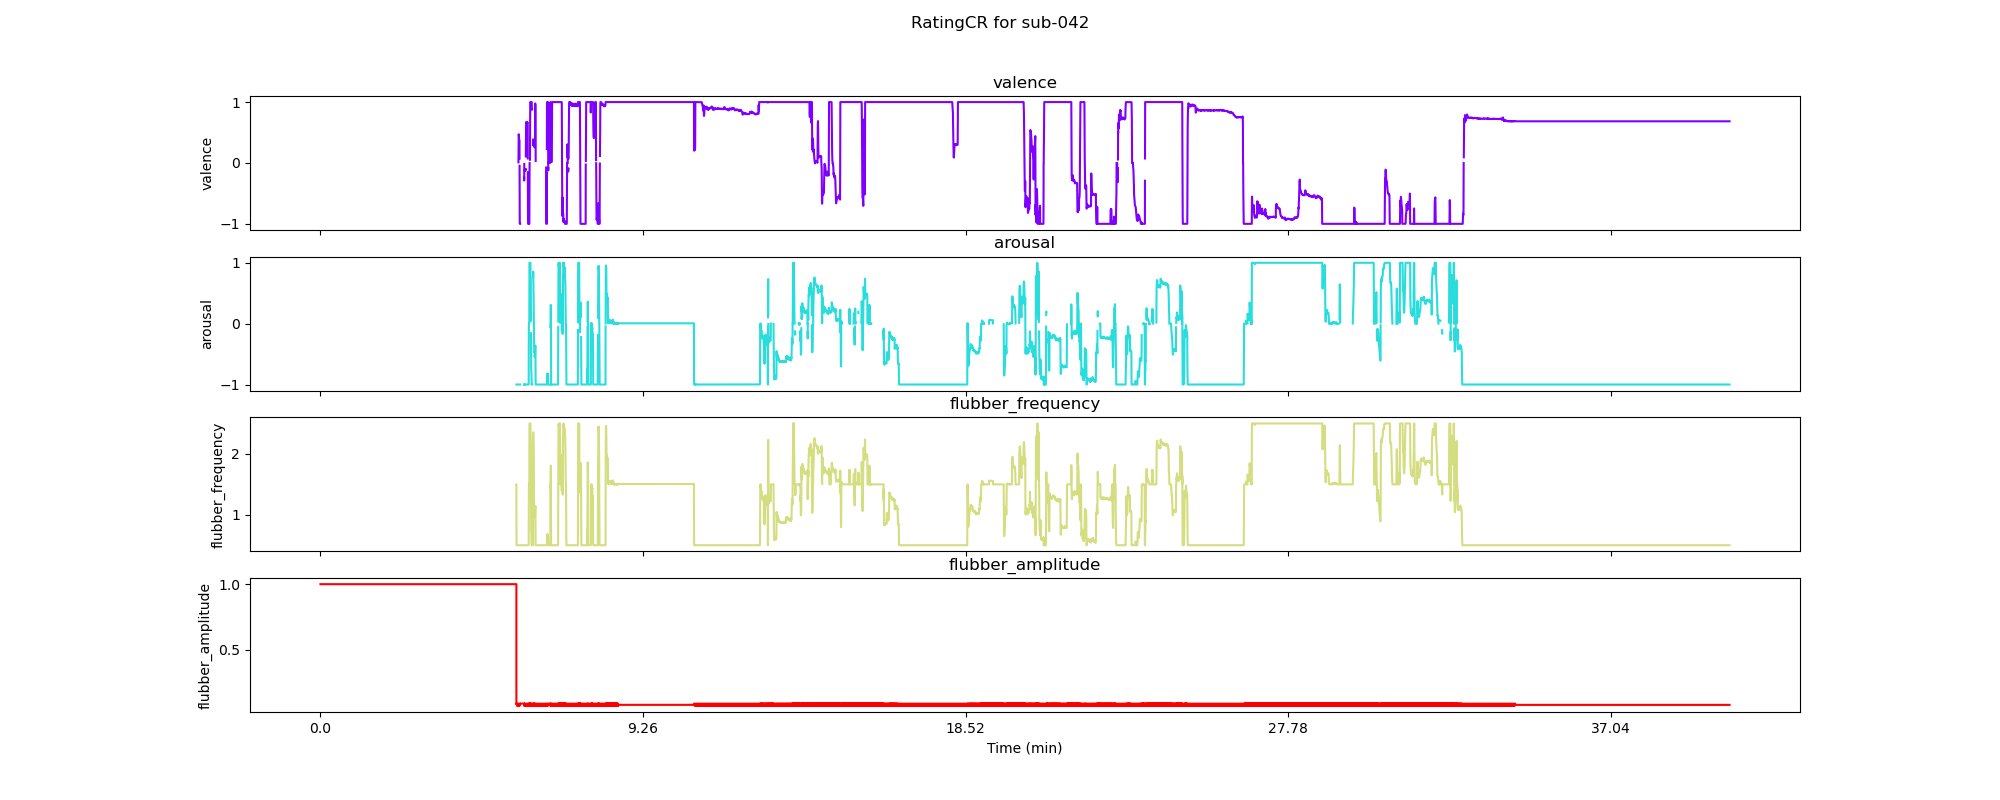 RatingCR for sub-042
valence
valence
1
0
−1
arousal
arousal
1
0
−1
flubber_frequency
flubber_frequency
2
1
flubber_amplitude
flubber_amplitude
1.0
0.5
0.0 9.26 18.52 27.78 37.04
Time (min)